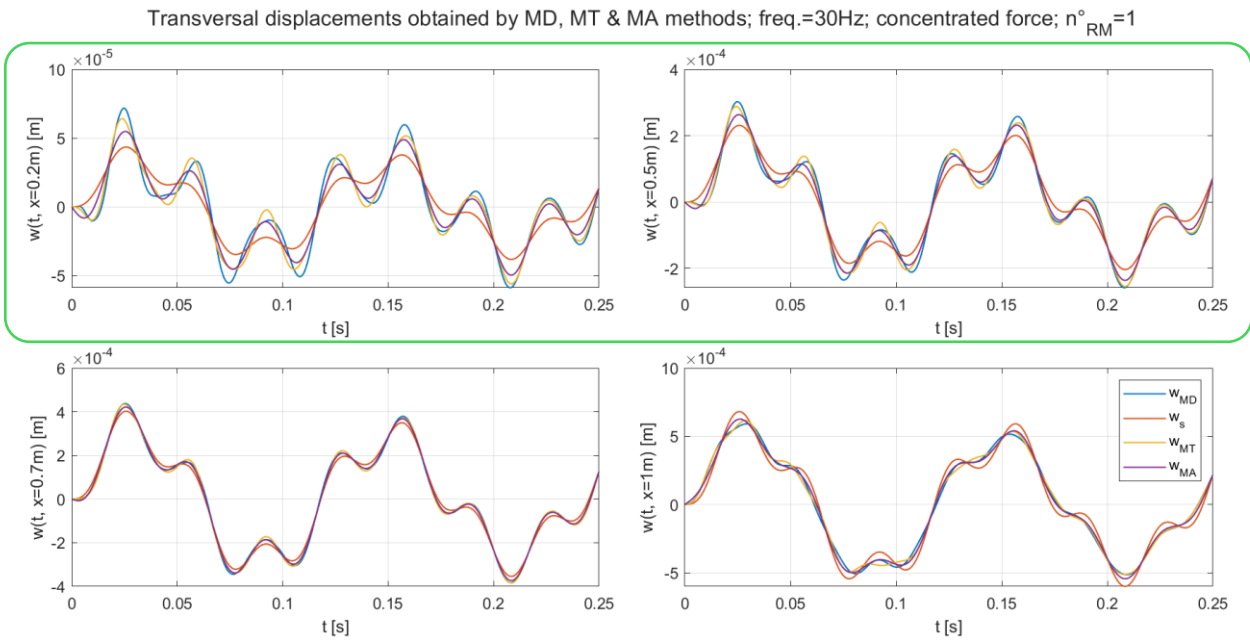 Transversal displacements obtained by MD, MT & MA methods; freq.=30Hz; concentrated force; n°RM=1
×10-5
w(t, x=0.2m) [m]
10
5
0
-5
0 0.05 0.1 0.15 0.2 0.25
t [s]
×10-4
w(t, x=0.5m) [m]
4
2
0
-2
0 0.05 0.1 0.15 0.2 0.25
t [s]
×10-4
w(t, x=0.7m) [m]
6
4
2
0
-2
-4
0 0.05 0.1 0.15 0.2 0.25
t [s]
×10-4
w(t, x=1m) [m]
10
5
0
-5
0 0.05 0.1 0.15 0.2 0.25
t [s]
wMD
ws
wMT
wMA